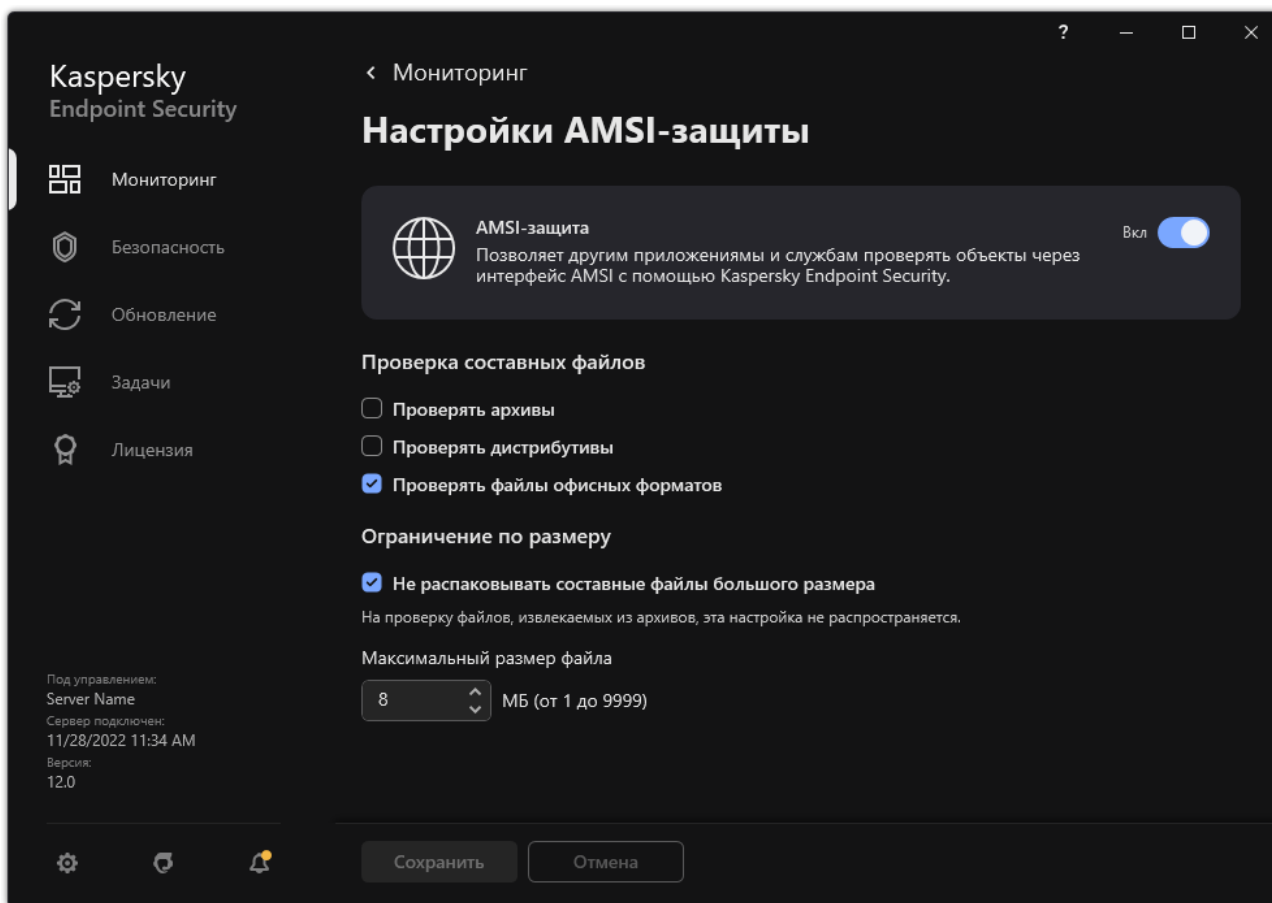 ?
Kaspersky
Endpoint Security
Мониторинг
Безопасность
Обновление
Задачи
Лицензия
Под управлением:
Server Name
Сервер подключен:
11/28/2022 11:34 AM
Версия:
12.0
Мониторинг
Настройки AMSI-защиты
AMSI-защита
Позволяет другим приложениямы и службам проверять объекты через
интерфейс AMSI с помощью Kaspersky Endpoint Security.
Вкл
Проверка составных файлов
Проверять архивы
Проверять дистрибутивы
Проверять файлы офисных форматов
Ограничение по размеру
Не распаковывать составные файлы большого размера
На проверку файлов, извлекаемых из архивов, эта настройка не распространяется.
Максимальный размер файла
8 МБ (от 1 до 9999)
Сохранить Отмена